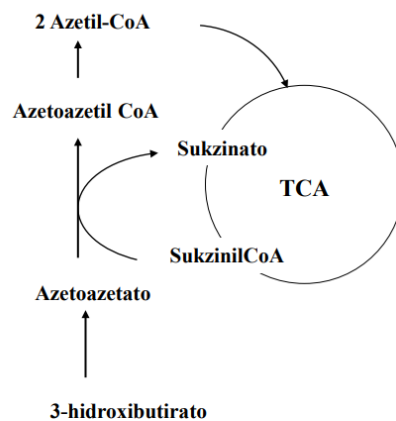 2 Azetil-CoA
Azetoazetil CoA
Sukzinato
TCA
SukzinilCoA
Azetoazetato
3-hidroxibutirato